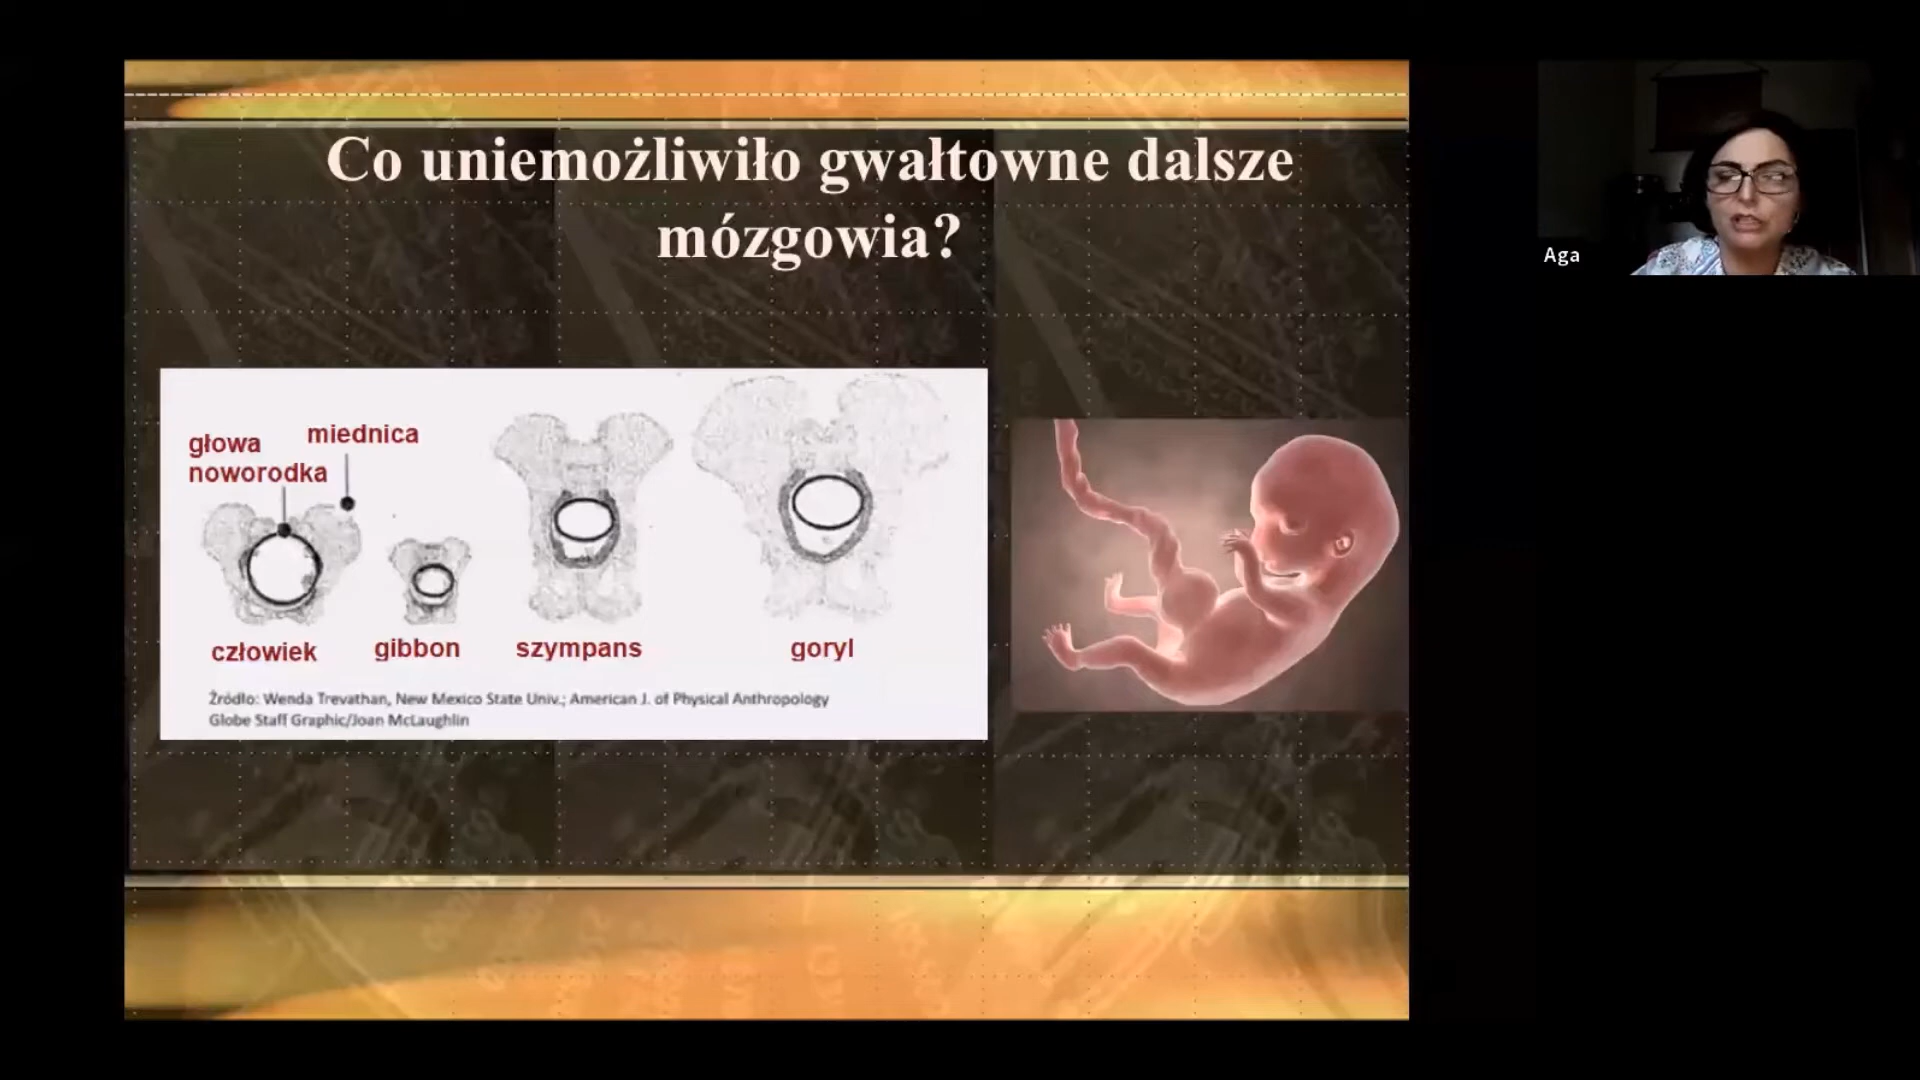 Co uniemożliwiło gwałtowne dalsze
mózgowia?
głowa
noworodka
miednica
człowiek
gibbon
szympans
goryl
Źródło: Wenda Trevathan, New Mexico State Univ.; American J. of Physical Anthropology
Globe Staff Graphic/Joan McLaughlin
Aga